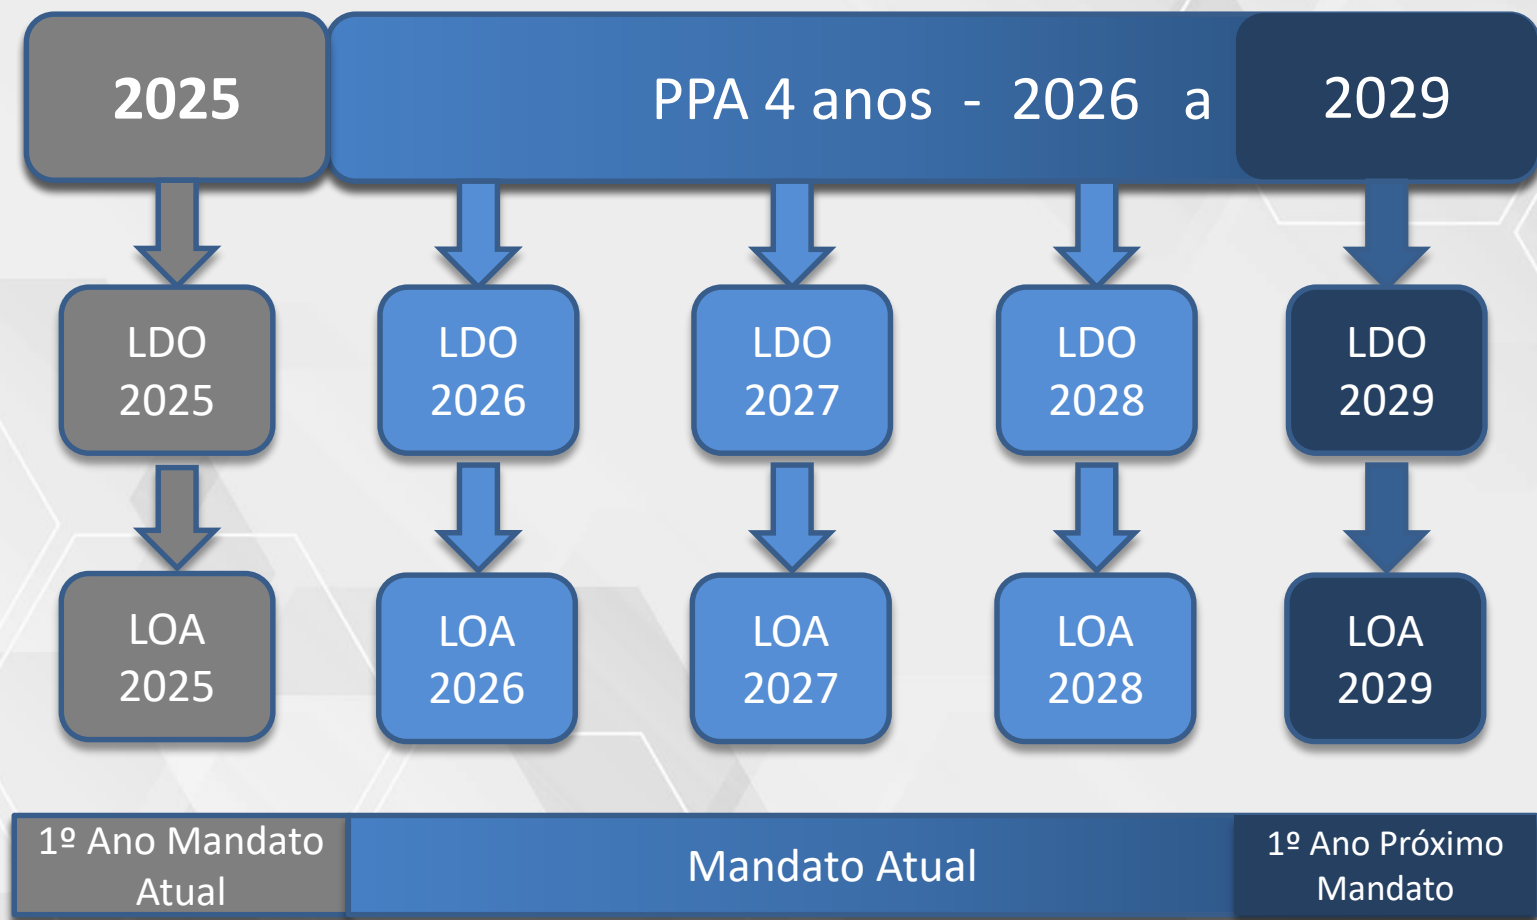 2025
PPA 4 anos - 2026 a 2029
LDO
2025
LDO
2026
LDO
2027
LDO
2028
LDO
2029
LOA
2025
LOA
2026
LOA
2027
LOA
2028
LOA
2029
1º Ano Mandato
Atual
Mandato Atual
1º Ano Próximo
Mandato